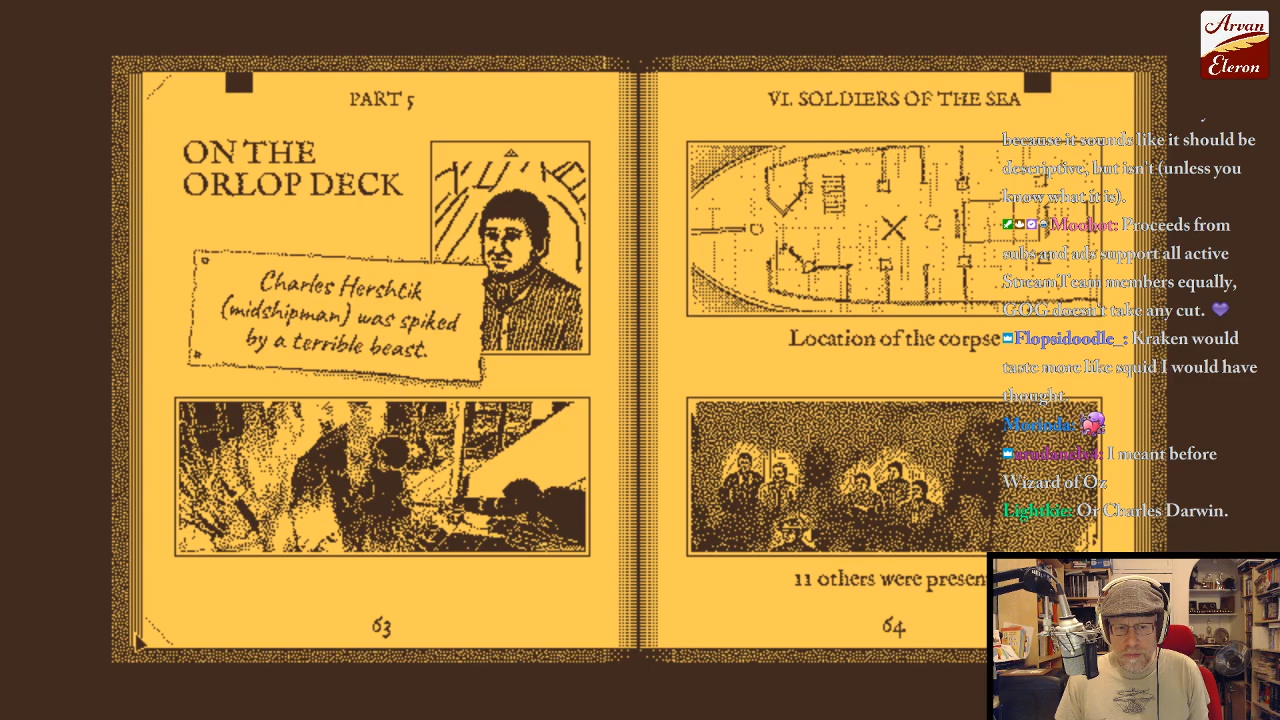 PART 5
ON THE
ORLOP DECK
Charles Hershtik
(midshipman) was spiked
by a terrible beast.
63
VI. SOLDIERS OF THE SEA
Location of the corpse
11 others were present
64
Arvan
Eleron
because it sounds like it should be
descriptive, but isn't (unless you
know what it is).
Moobot: Proceeds from
subs and ads support all active
StreamTeam members equally,
GOG doesn't take any cut.
Flopsidoodle_: Kraken would
taste more like squid I would have
thought.
Morinda:
I meant before
Wizard of Oz
Lightkie: Or Charles Darwin.